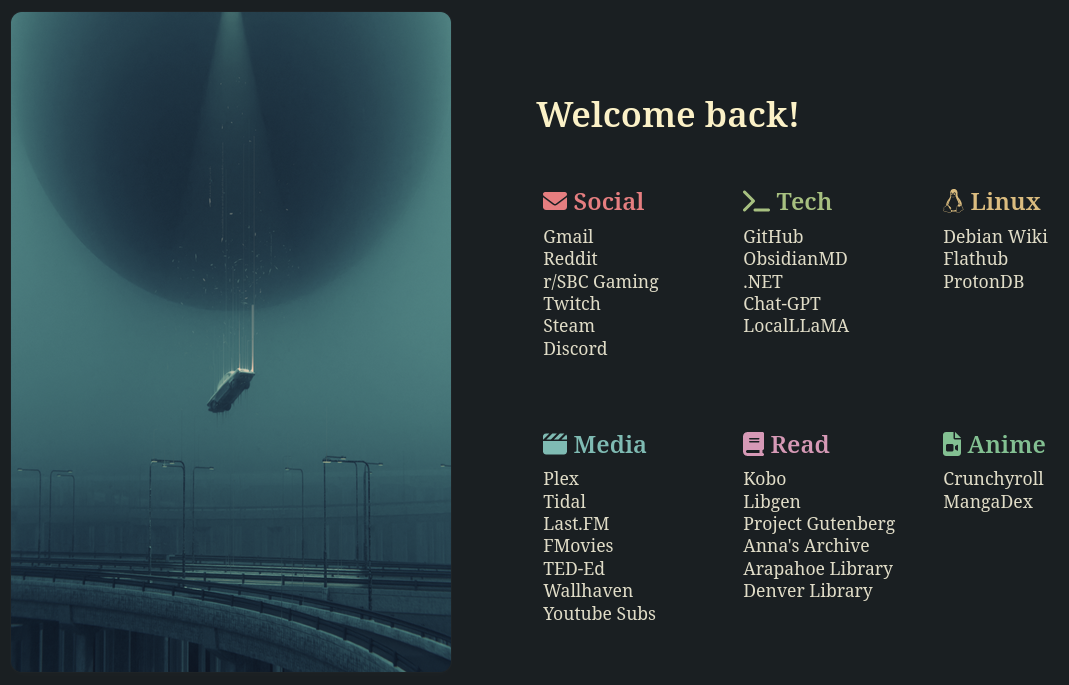 Welcome back!
Social
Gmail
Reddit
r/SBC Gaming
Twitch
Steam
Discord
Tech
GitHub
ObsidianMD
.NET
Chat-GPT
LocalLLaMA
Linux
Debian Wiki
Flathub
ProtonDB
Media
Plex
Tidal
Last.FM
FMovies
TED-Ed
Wallhaven
Youtube Subs
Read
Kobo
Libgen
Project Gutenberg
Anna's Archive
Arapahoe Library
Denver Library
Anime
Crunchyroll
MangaDex